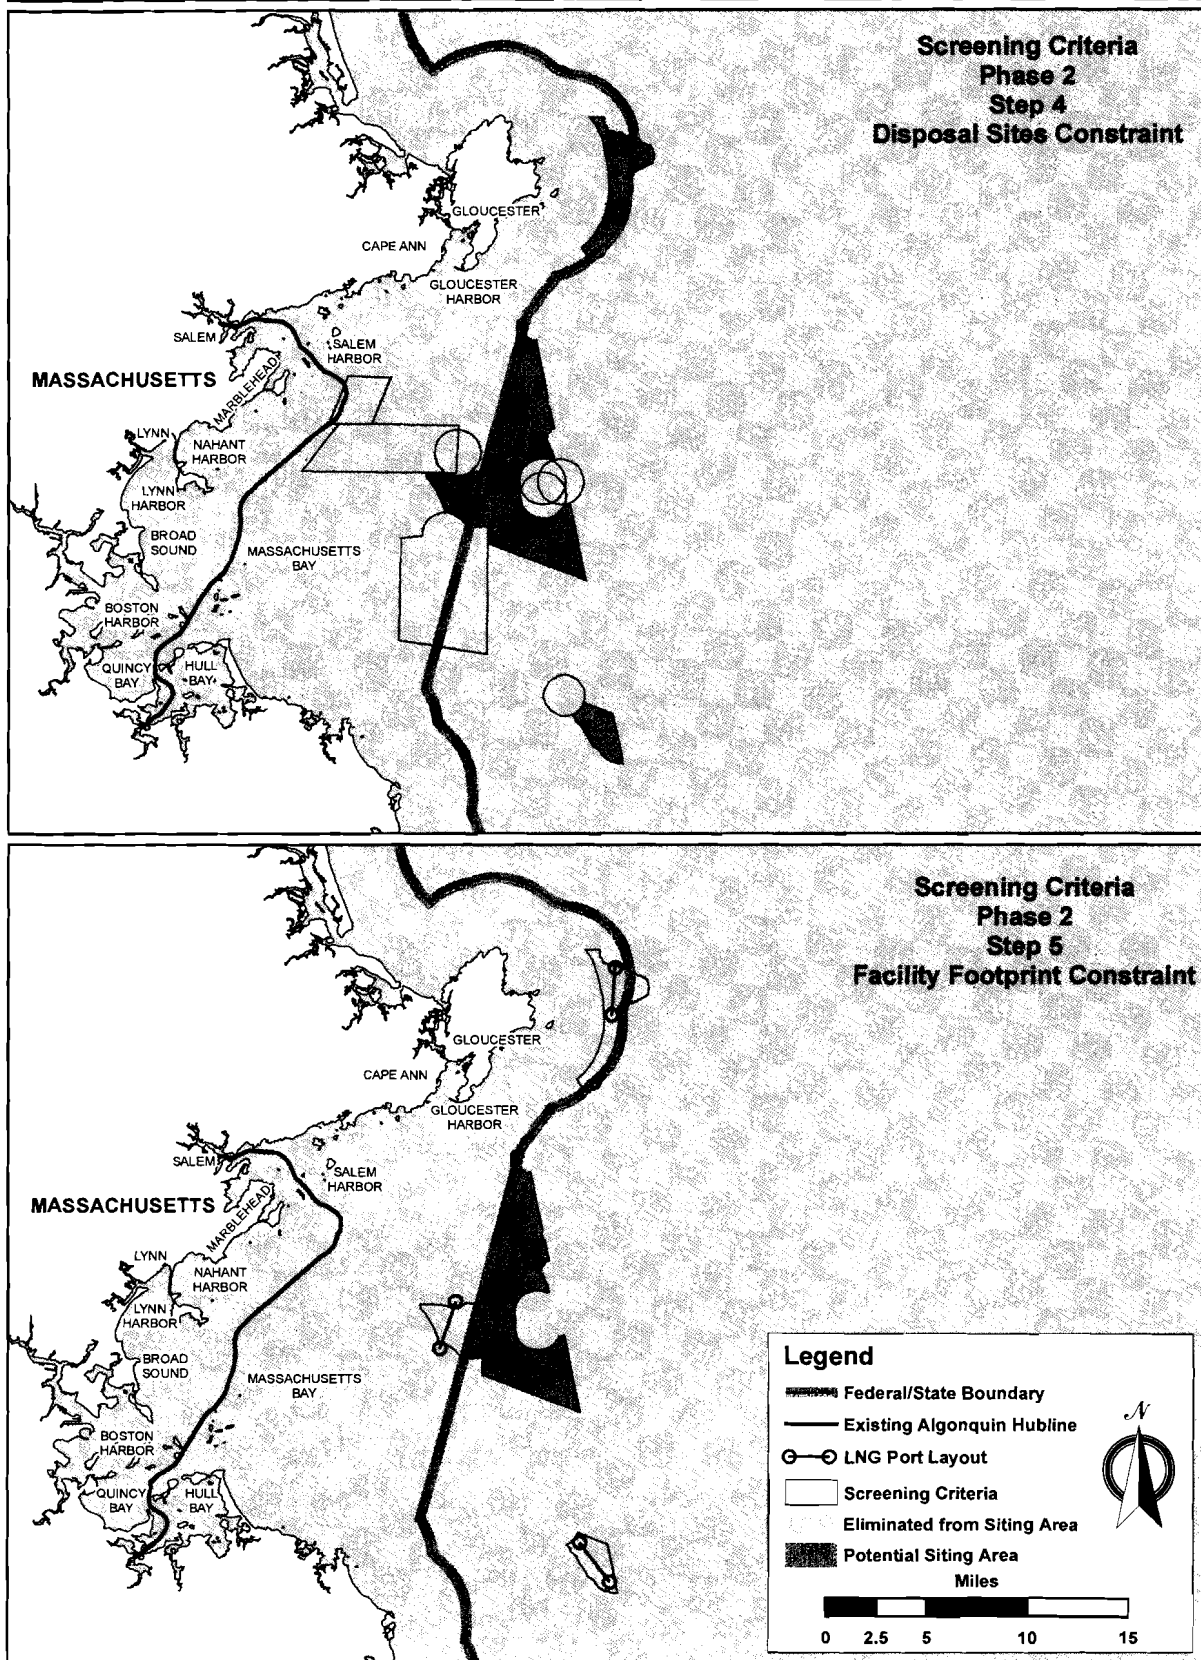 Screening Criteria
Phase 2
Step 4
Disposal Sites Constraint
GLOUCESTER
CAPE ANN
GLOUCESTER
HARBOR
SALEM
SALEM
HARBOR
MASSACHUSETTS
MARBLEHEAD
LYNN
NAHANT
HARBOR
LYNN
HARBOR
BROAD
SOUND
MASSACHUSETTS
BAY
BOSTON
HARBOR
QUINCY
BAY
HULL
BAY
Screening Criteria
Phase 2
Step 5
Facility Footprint Constraint
GLOUCESTER
CAPE ANN
GLOUCESTER
HARBOR
SALEM
SALEM
HARBOR
MASSACHUSETTS
MARBLEHEAD
LYNN
NAHANT
HARBOR
LYNN
HARBOR
BROAD
SOUND
MASSACHUSETTS
BAY
BOSTON
HARBOR
QUINCY
BAY
HULL
BAY
Legend
Federal/State Boundary
Existing Algonquin Hubline
LNG Port Layout
Screening Criteria
Eliminated from Siting Area
Potential Siting Area
N
Miles
0 2.5 5 10 15